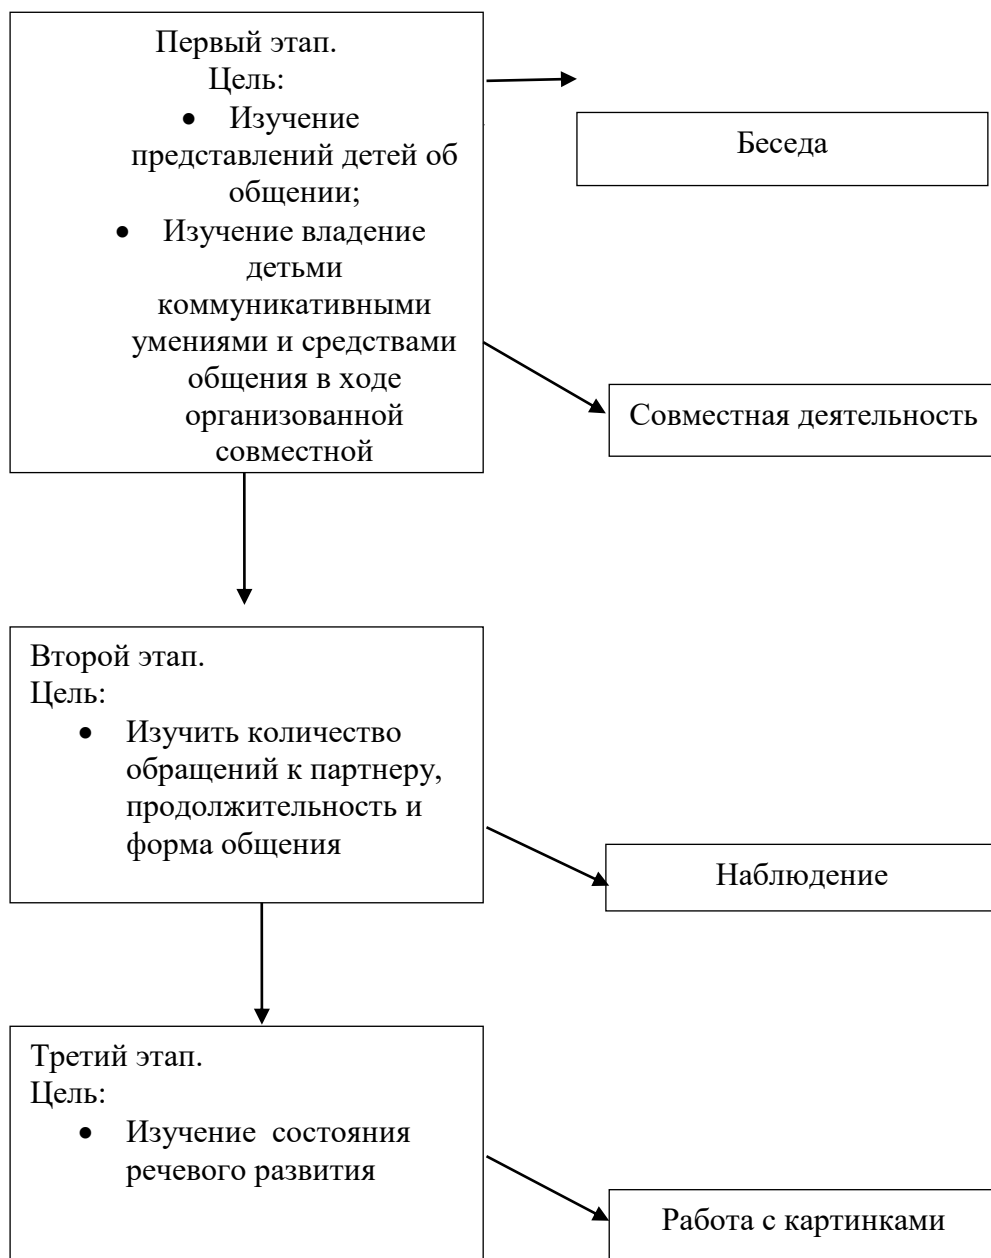 Первый этап.
Цель:
• Изучение
представлений детей об
общении;
• Изучение владение
детьми
коммуникативными
умениями и средствами
общения в ходе
организованной
совместной
Беседа
Совместная деятельность
Второй этап.
Цель:
• Изучить количество
обращений к партнеру,
продолжительность и
форма общения
Наблюдение
Третий этап.
Цель:
• Изучение состояния
речевого развития
Работа с картинками